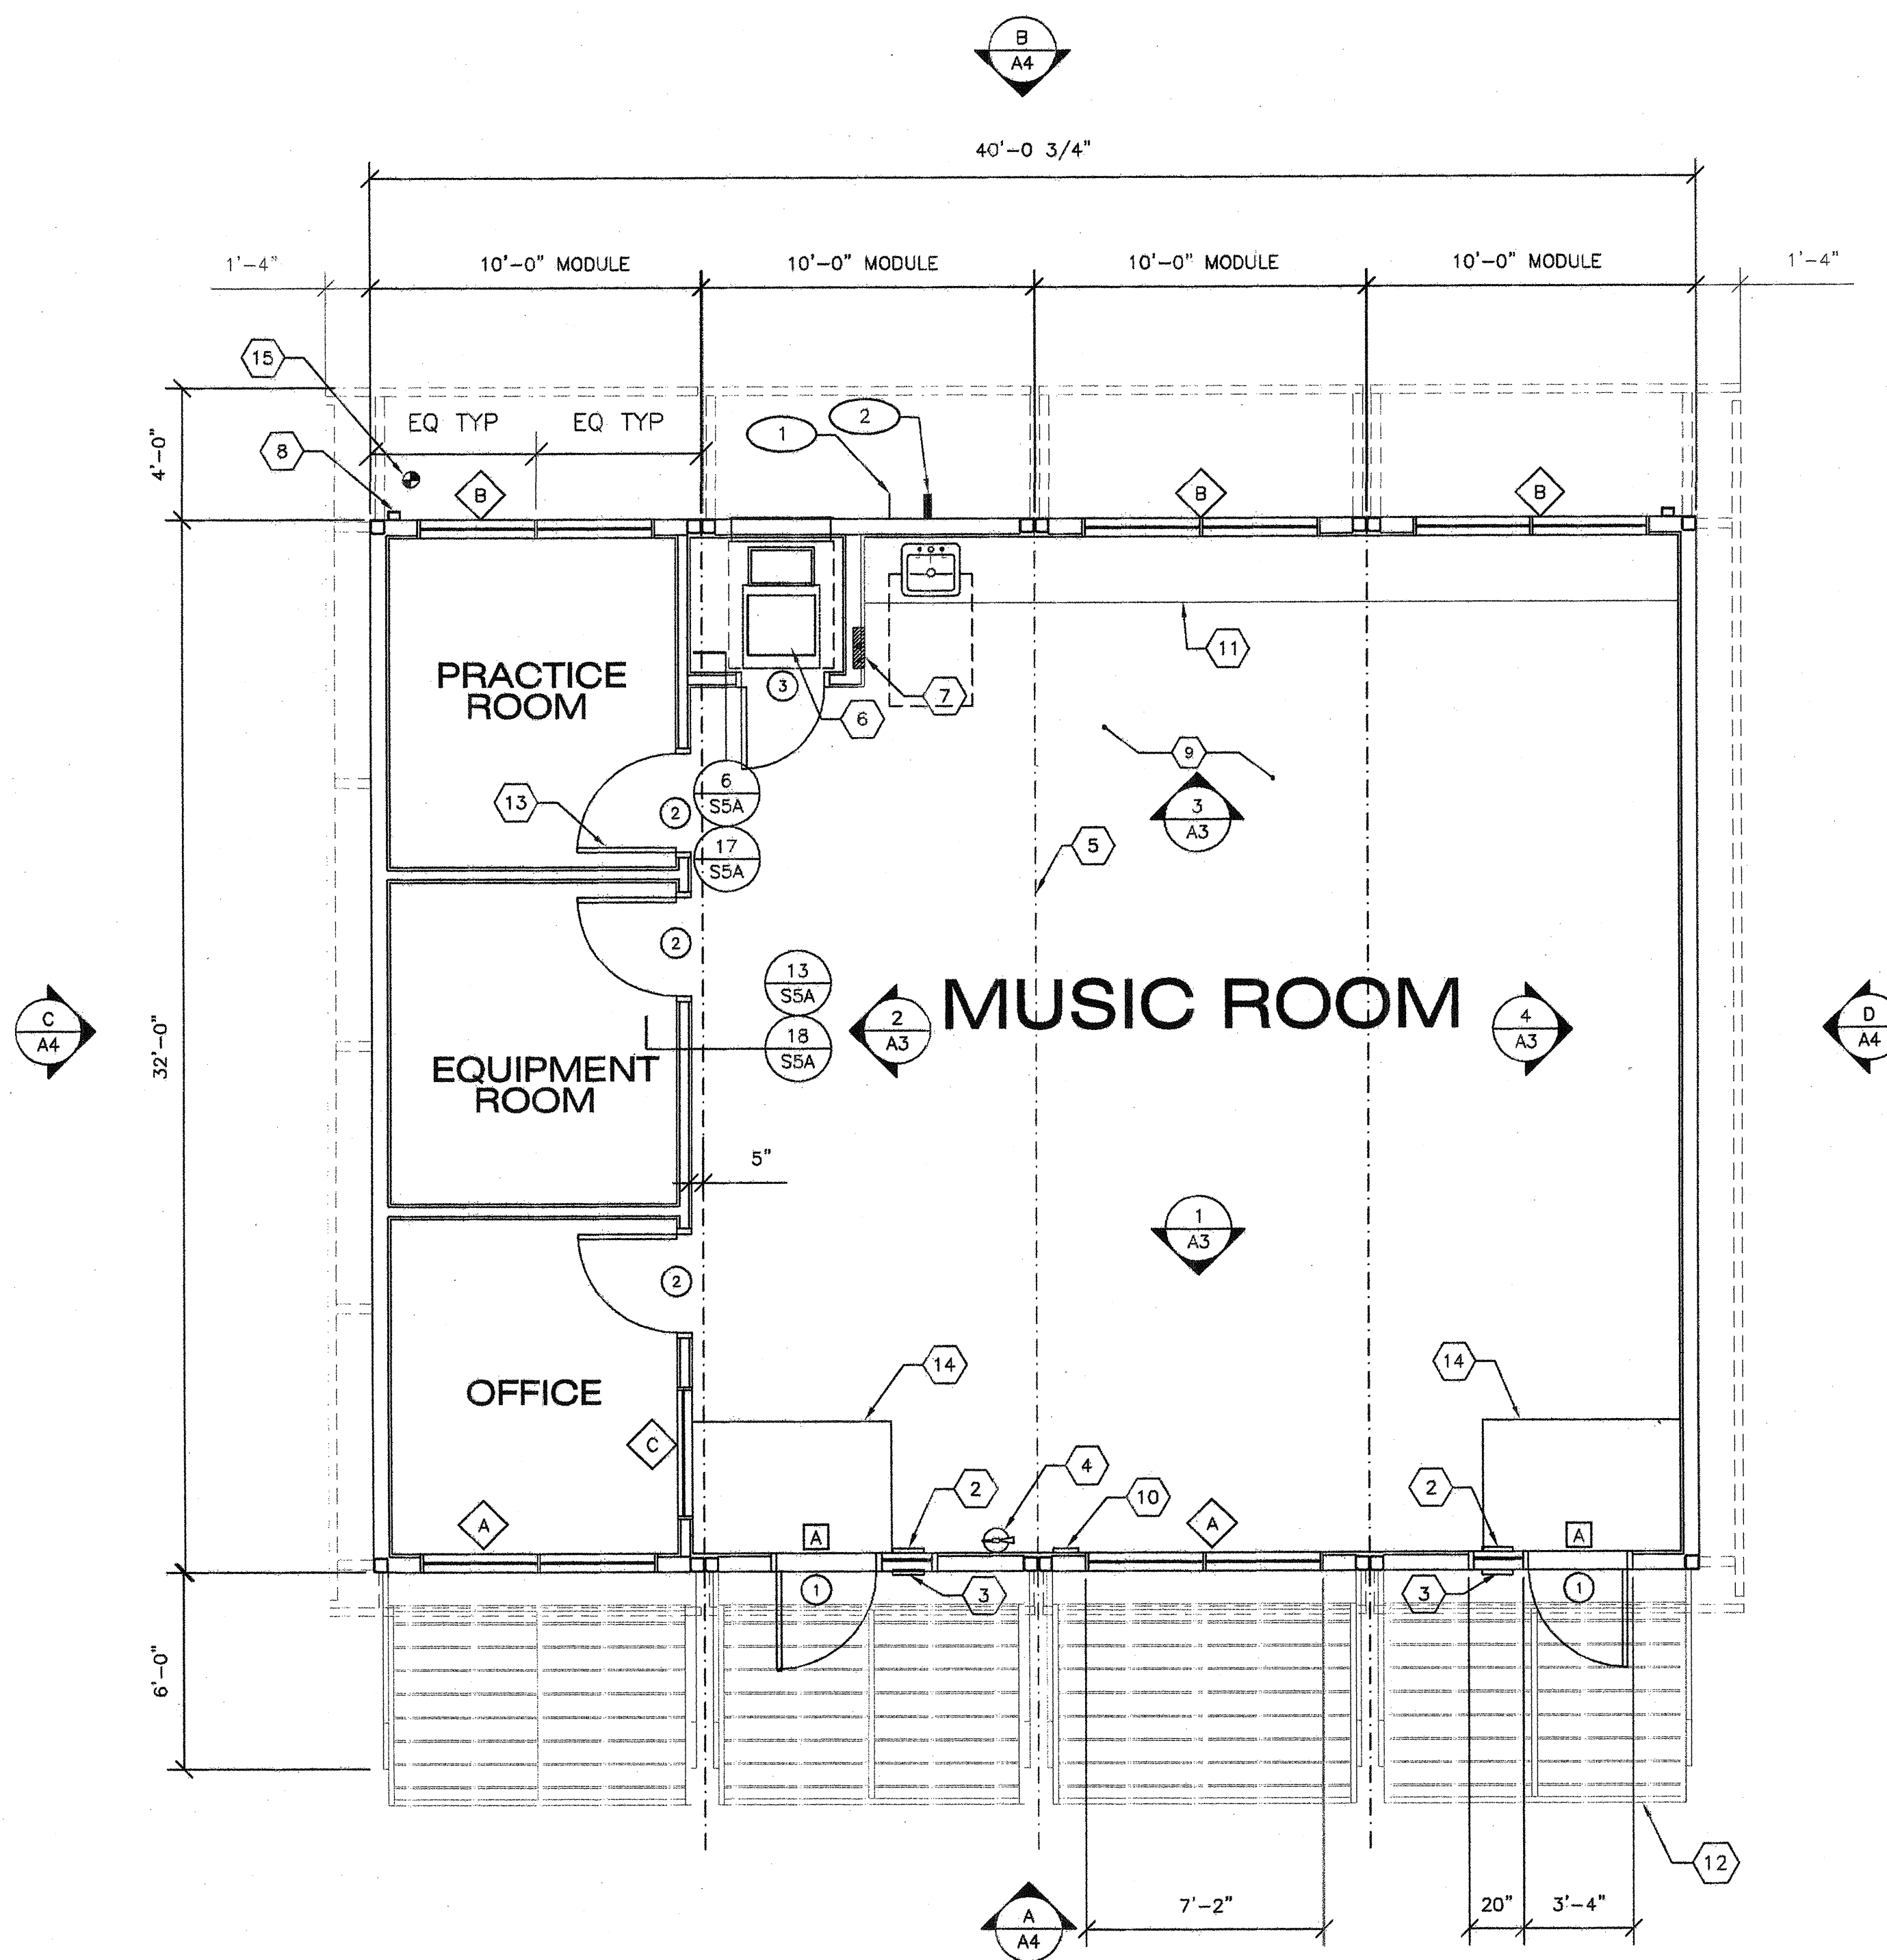 B
A4
40'-0 3/4"
1'-4"
10'-0" MODULE
10'-0" MODULE
10'-0" MODULE
10'-0" MODULE
1'-4"
15
EQ TYP
EQ TYP
1
2
4'-0"
8
B
B
B
PRACTICE
ROOM
3
7
11
6
9
13
2
6
S5A
3
A3
17
S5A
5
2
13
S5A
MUSIC ROOM
C
A4
32'-0"
2
A3
4
A3
D
A4
18
S5A
EQUIPMENT
ROOM
5"
1
A3
2
14
14
OFFICE
C
4
2
10
2
A
A
A
A
1
3
3
1
6'-0"
12
A
A4
7'-2"
20"
3'-4"